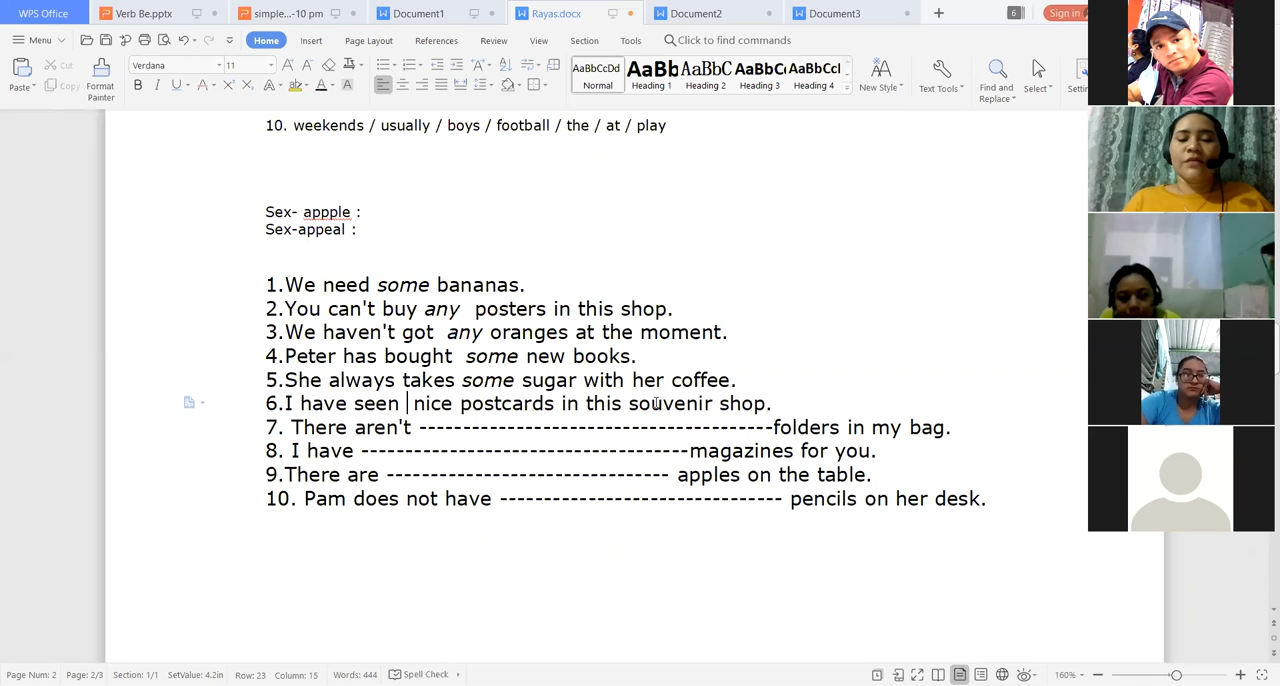 WPS Office Verb Be.pptx simple...-10 pm Document1 Rayas.docx Document2 Document3 + 6 Sign in
Menu Home Insert Page Layout References Review View Section Tools Click to find commands
Paste Cut Copy Format Painter Verdana 11 AaBbCcDd Normal AaBb Heading 1 AaBbC Heading 2 AaBbC Heading 3 AaBbCcl Heading 4 New Style Text Tools Find and Replace Select
10. weekends / usually / boys / football / the / at / play
Sex- appple :
Sex-appeal :
1.We need some bananas.
2.You can't buy any posters in this shop.
3.We haven't got any oranges at the moment.
4.Peter has bought some new books.
5.She always takes some sugar with her coffee.
6.I have seen nice postcards in this souvenir shop.
7. There aren't ----------------------------------------folders in my bag.
8. I have -------------------------------------magazines for you.
9.There are -------------------------------- apples on the table.
10. Pam does not have -------------------------------- pencils on her desk.
Page Num: 2 Page: 2/3 Section: 1/1 SetValue: 4.2in Row: 23 Column: 15 Words: 444 Spell Check 160%